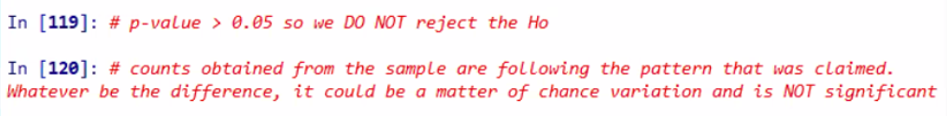 In [119]: # p-value > 0.05 so we DO NOT reject the Ho
In [120]: # counts obtained from the sample are following the pattern that was claimed.
Whatever be the difference, it could be a matter of chance variation and is NOT significant